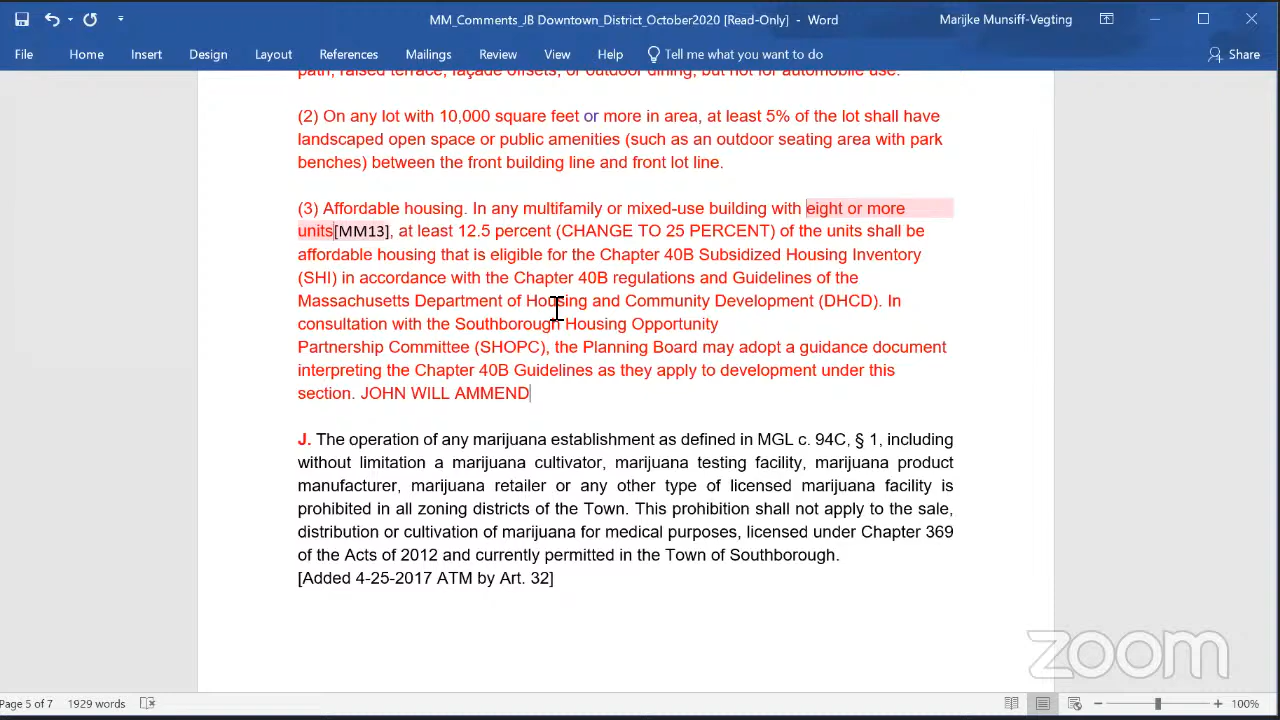 MM_Comments_JB Downtown_District_October2020 [Read-Only] - Word
Marijke Munsiff-Vegting
File Home Insert Design Layout References Mailings Review View Help Tell me what you want to do Share
path, raised terrace, façade offsets, or outdoor dining, but not for automobile use.
(2) On any lot with 10,000 square feet or more in area, at least 5% of the lot shall have
landscaped open space or public amenities (such as an outdoor seating area with park
benches) between the front building line and front lot line.
(3) Affordable housing. In any multifamily or mixed-use building with eight or more
units[MM13], at least 12.5 percent (CHANGE TO 25 PERCENT) of the units shall be
affordable housing that is eligible for the Chapter 40B Subsidized Housing Inventory
(SHI) in accordance with the Chapter 40B regulations and Guidelines of the
Massachusetts Department of Housing and Community Development (DHCD). In
consultation with the Southborough Housing Opportunity
Partnership Committee (SHOPC), the Planning Board may adopt a guidance document
interpreting the Chapter 40B Guidelines as they apply to development under this
section. JOHN WILL AMMEND
J. The operation of any marijuana establishment as defined in MGL c. 94C, § 1, including
without limitation a marijuana cultivator, marijuana testing facility, marijuana product
manufacturer, marijuana retailer or any other type of licensed marijuana facility is
prohibited in all zoning districts of the Town. This prohibition shall not apply to the sale,
distribution or cultivation of marijuana for medical purposes, licensed under Chapter 369
of the Acts of 2012 and currently permitted in the Town of Southborough.
[Added 4-25-2017 ATM by Art. 32]
zoom
Page 5 of 7 1929 words 100%